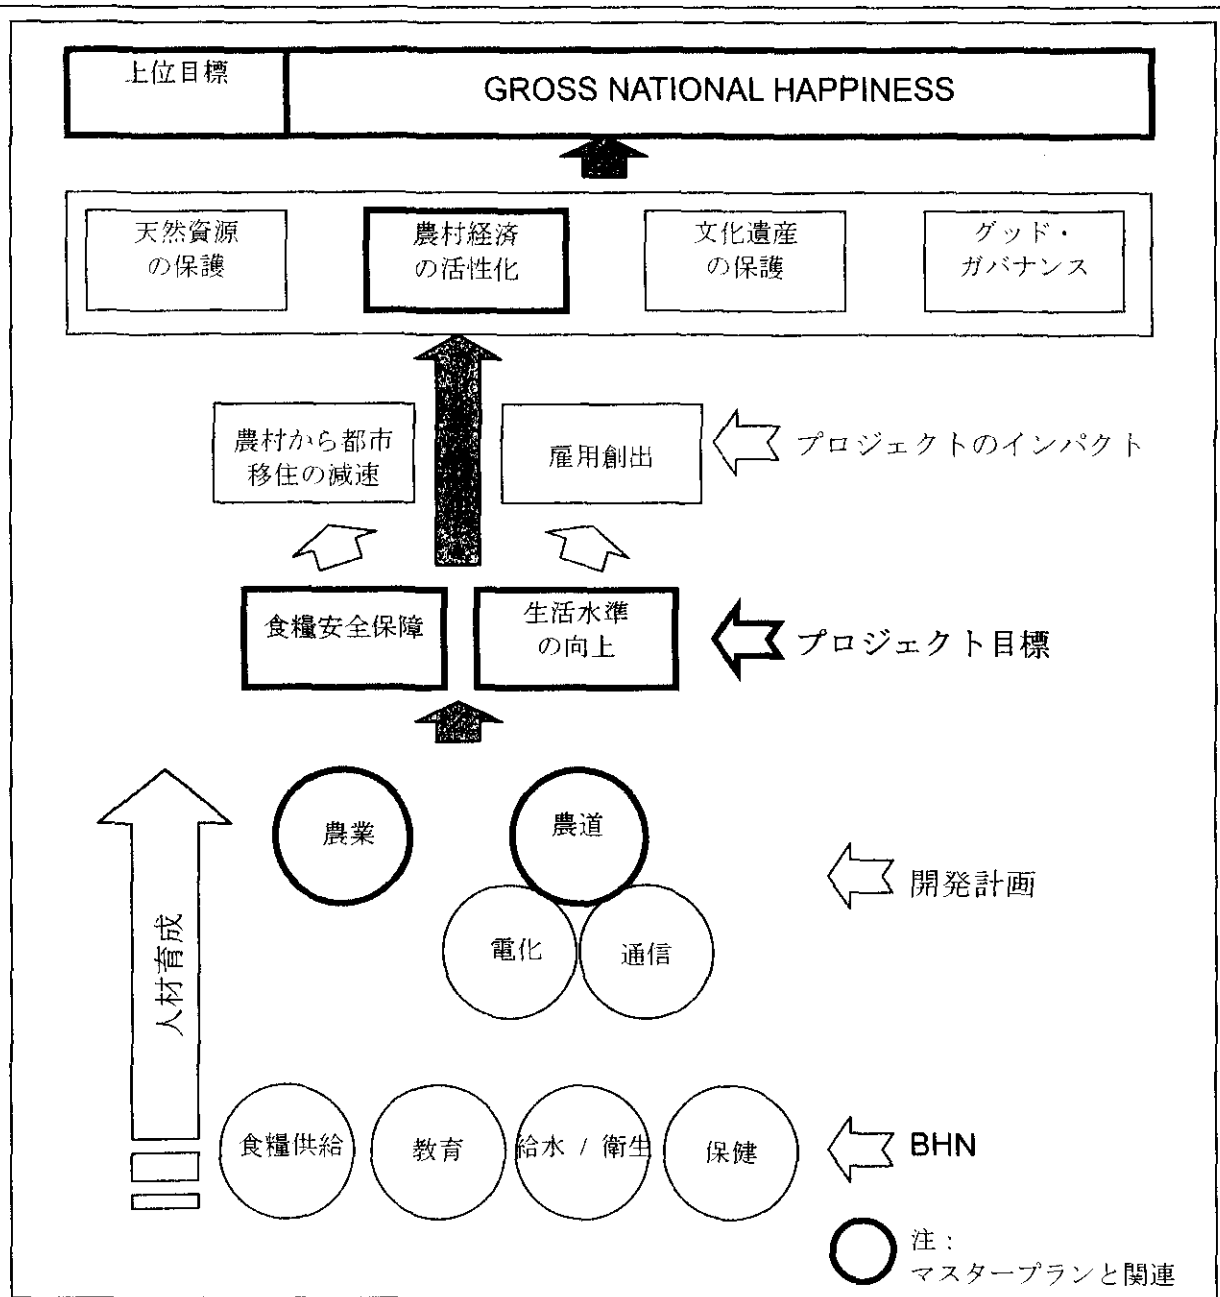 上位目標
GROSS NATIONAL HAPPINESS
天然資源
の保護
農村経済
の活性化
文化遺産
の保護
グッド・
ガバナンス
農村から都市
移住の減速
雇用創出
プロジェクトのインパクト
食糧安全保障
生活水準
の向上
プロジェクト目標
農業
農道
開発計画
電化
通信
人材育成
食糧供給
教育
給水 / 衛生
保健
BHN
注：
マスタープランと関連